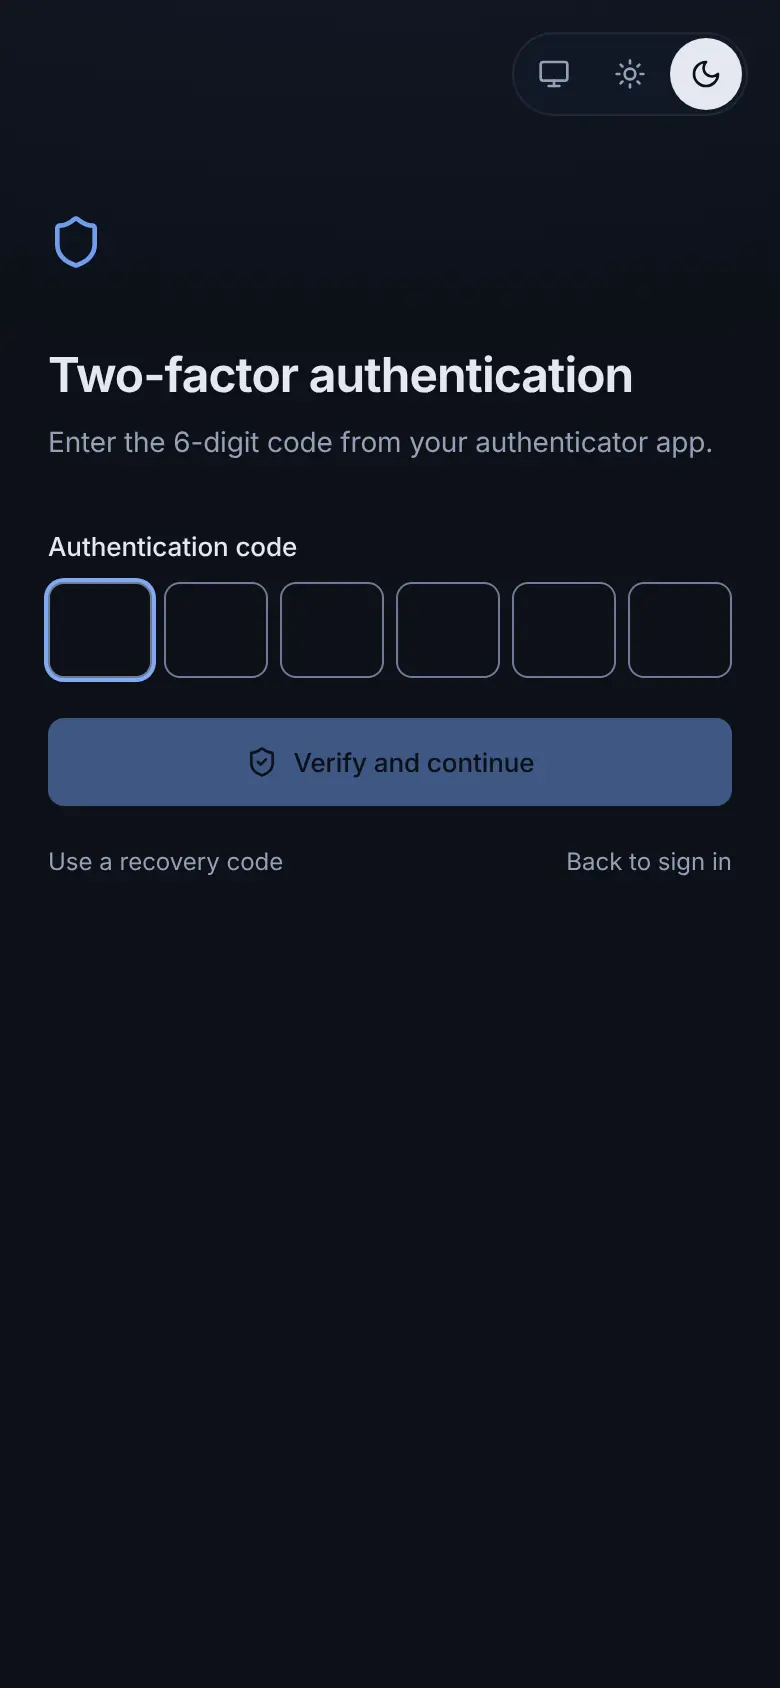 Two-factor authentication
Enter the 6-digit code from your authenticator app.
Authentication code
Verify and continue
Use a recovery code
Back to sign in